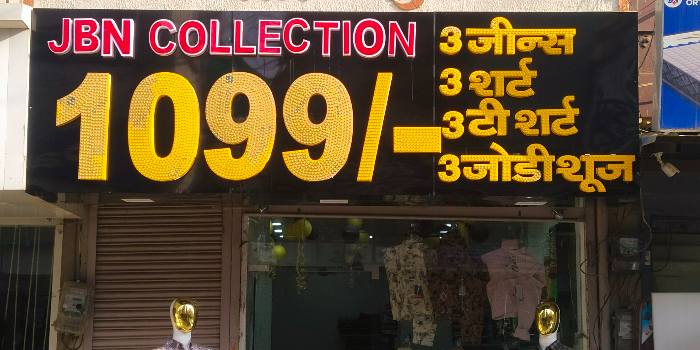 JBN COLLECTION
1099/-
3 जीन्स
3 शर्ट
3 टी शर्ट
3 जोडी शूज